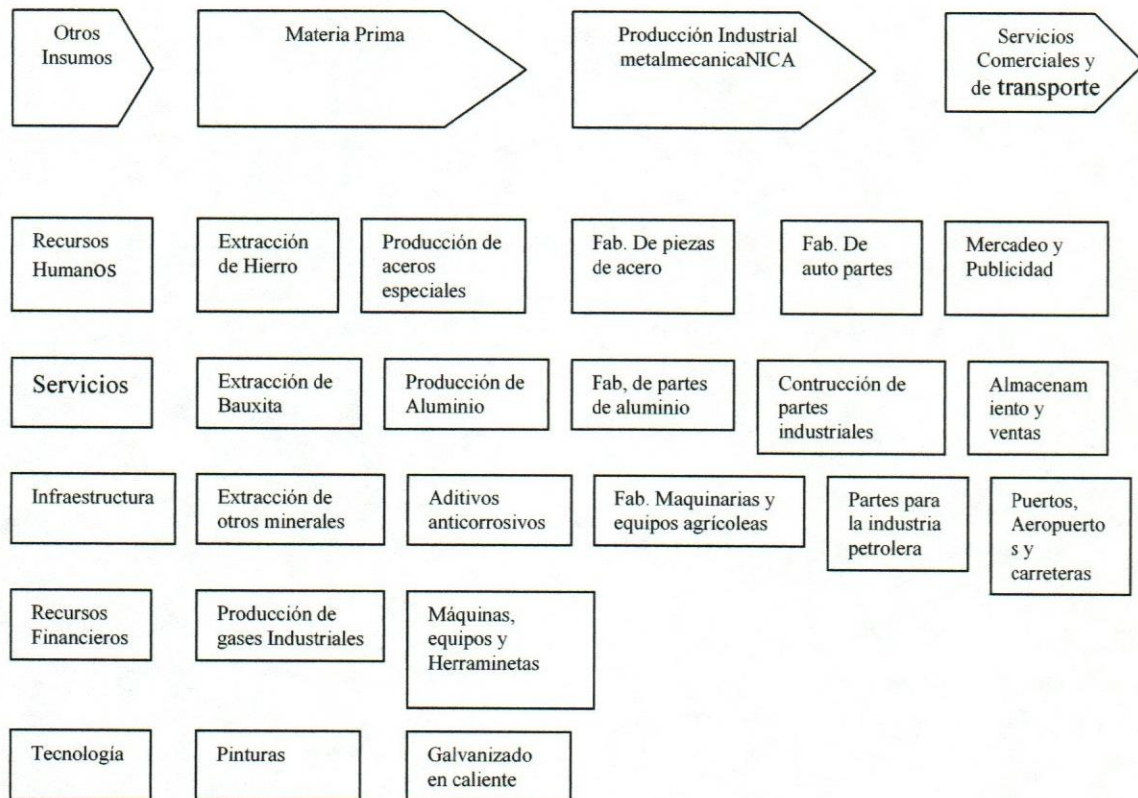 Otros
Insumos
Materia Prima
Producción Industrial
metalmecanicaNICA
Servicios
Comerciales y
de transporte
Recursos
Humanos
Extracción
de Hierro
Producción de
aceros
especiales
Fab. De piezas
de acero
Fab. De
auto partes
Mercadeo y
Publicidad
Servicios
Extracción de
Bauxita
Producción de
Aluminio
Fab, de partes
de aluminio
Contrucción de
partes
industriales
Almacenam
iento y
ventas
Infraestructura
Extracción de
otros minerales
Aditivos
anticorrosivos
Fab. Maquinarias y
equipos agrícoleas
Partes para
la industria
petrolera
Puertos,
Aeropuerto
s y
carreteras
Recursos
Financieros
Producción de
gases Industriales
Máquinas,
equipos y
Herraminetas
Tecnología
Pinturas
Galvanizado
en caliente